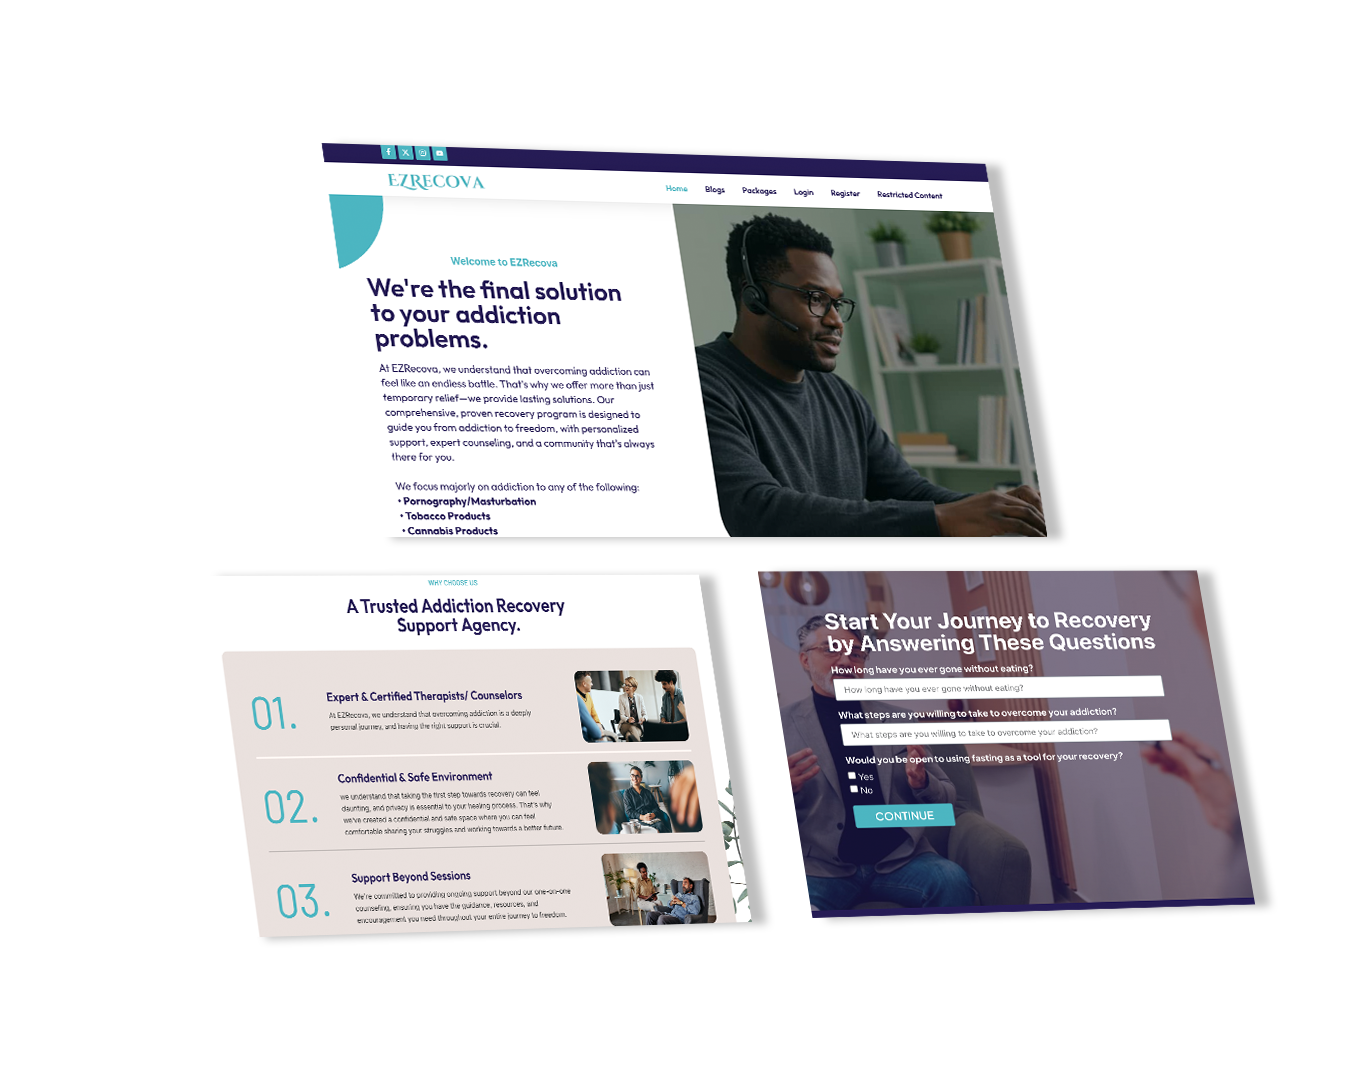 EZRECOVA
Home Blogs Packages Login Register Restricted Content
Welcome to EZRecova
We're the final solution
to your addiction
problems.
At EZRecova, we understand that overcoming addiction can
feel like an endless battle. That's why we offer more than just
temporary relief—we provide lasting solutions. Our
comprehensive, proven recovery program is designed to
guide you from addiction to freedom, with personalized
support, expert counseling, and a community that's always
there for you.
We focus majorly on addiction to any of the following:
• Pornography/Masturbation
• Tobacco Products
• Cannabis Products
WHY CHOOSE US
A Trusted Addiction Recovery
Support Agency.
01.
Expert & Certified Therapists/ Counselors
At EZRecova, we understand that overcoming addiction is a deeply
personal journey, and having the right support is crucial.
02.
Confidential & Safe Environment
we understand that taking the first step towards recovery can feel
daunting, and privacy is essential to your healing process. That's why
we've created a confidential and safe space where you can feel
comfortable sharing your struggles and working towards a better future.
03.
Support Beyond Sessions
We're committed to providing ongoing support beyond our one-on-one
counseling, ensuring you have the guidance, resources, and
encouragement you need throughout your entire journey to freedom.
Start Your Journey to Recovery
by Answering These Questions
How long have you ever gone without eating?
How long have you ever gone without eating?
What steps are you willing to take to overcome your addiction?
What steps are you willing to take to overcome your addiction?
Would you be open to using fasting as a tool for your recovery?
Yes
No
CONTINUE